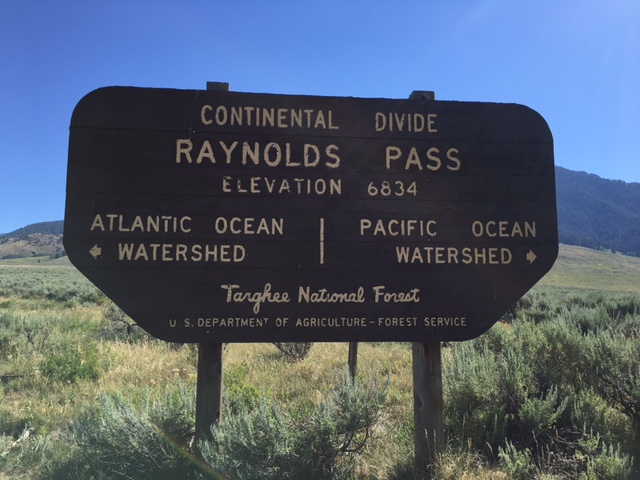 CONTINENTAL DIVIDE
RAYNOLDS PASS
ELEVATION 6834
ATLANTIC OCEAN | PACIFIC OCEAN
← WATERSHED | WATERSHED →
Targhee National Forest
U.S. DEPARTMENT OF AGRICULTURE - FOREST SERVICE